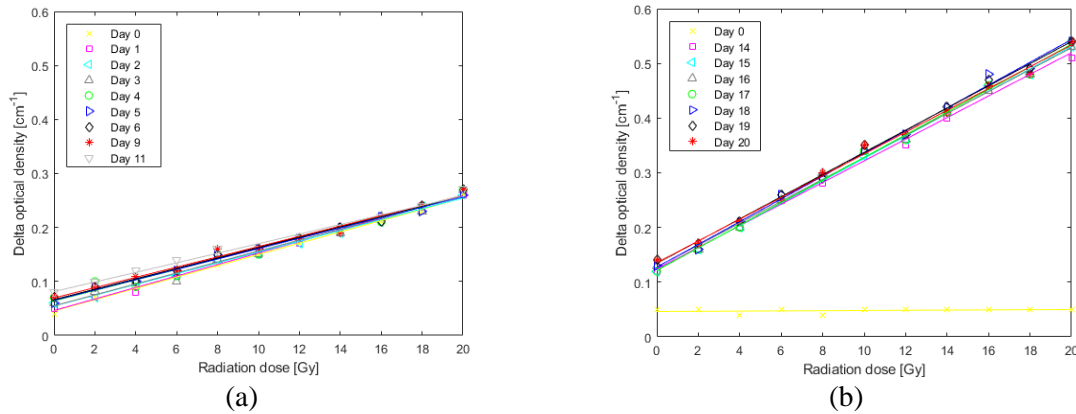 0.6
0.5
0.4
0.3
0.2
0.1
0
Delta optical density [cm⁻¹]
Day 0
Day 1
Day 2
Day 3
Day 4
Day 5
Day 6
Day 9
Day 11
0 2 4 6 8 10 12 14 16 18 20
Radiation dose [Gy]
(a)
0.6
0.5
0.4
0.3
0.2
0.1
0
Delta optical density [cm⁻¹]
Day 0
Day 14
Day 15
Day 16
Day 17
Day 18
Day 19
Day 20
0 2 4 6 8 10 12 14 16 18 20
Radiation dose [Gy]
(b)